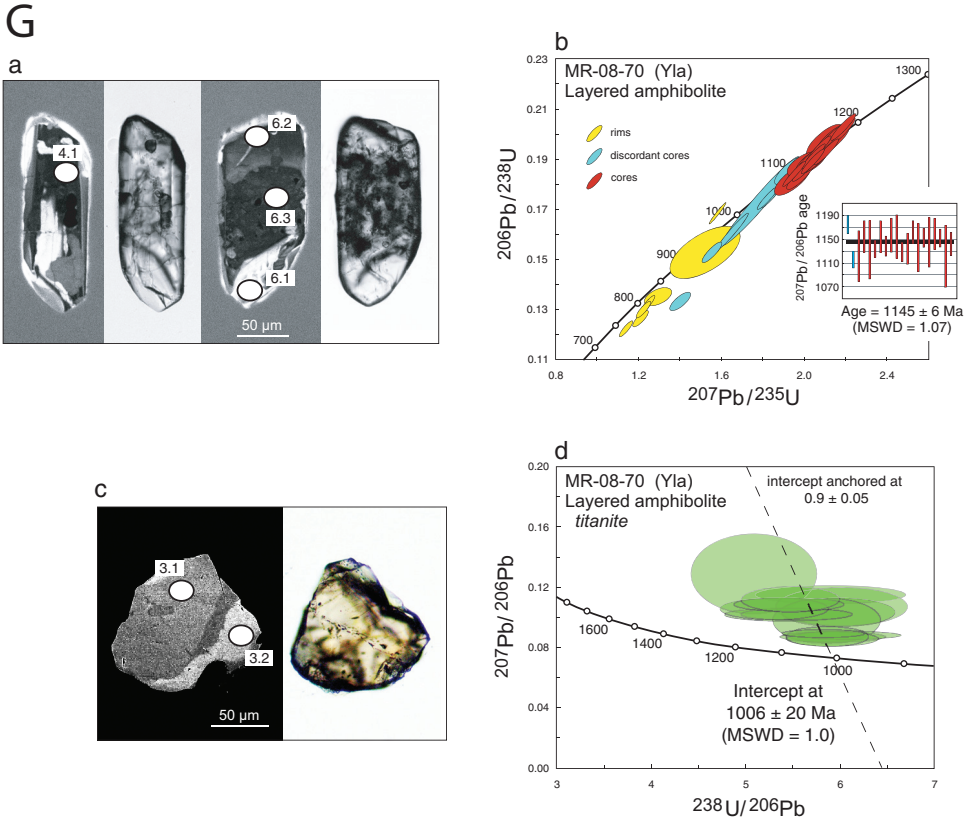 G
a
4.1
6.2
6.3
6.1
50 µm
b
MR-08-70 (Yla)
Layered amphibolite
rims
discordant cores
cores
0.23
0.21
0.19
0.17
0.15
0.13
0.11
0.8
1.2
1.6
2.0
2.4
206Pb/238U
207Pb/235U
700
800
900
1000
1100
1200
1300
207Pb/206Pb age
1190
1150
1110
1070
Age = 1145 ± 6 Ma
(MSWD = 1.07)
c
3.1
3.2
50 µm
d
MR-08-70 (Yla)
Layered amphibolite
titanite
intercept anchored at
0.9 ± 0.05
0.20
0.16
0.12
0.08
0.04
0.00
3
4
5
6
7
207Pb/206Pb
238U/206Pb
1600
1400
1200
1000
Intercept at
1006 ± 20 Ma
(MSWD = 1.0)